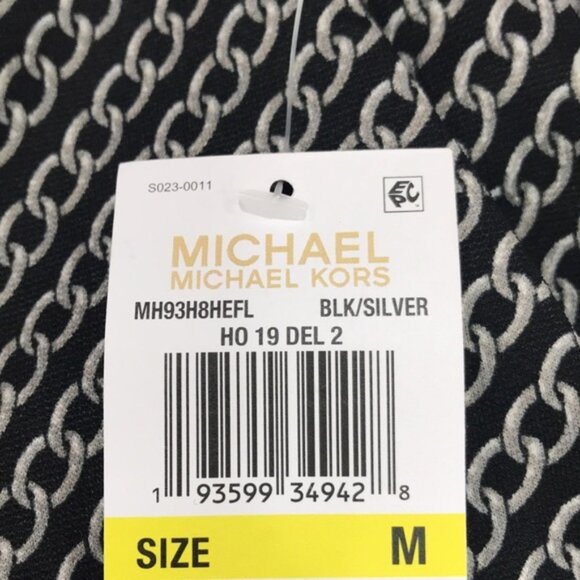 S023-0011
EPC
MICHAEL
MICHAEL KORS
MH93H8HEFL BLK/SILVER
HO 19 DEL 2
1 93599 34942 8
SIZE M